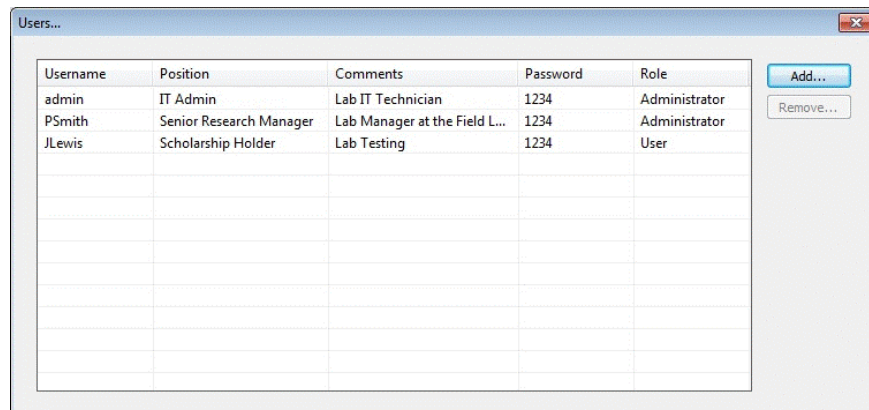 Users...
Username Position Comments Password Role
Add...
admin IT Admin Lab IT Technician 1234 Administrator
Remove...
PSmith Senior Research Manager Lab Manager at the Field L... 1234 Administrator
JLewis Scholarship Holder Lab Testing 1234 User